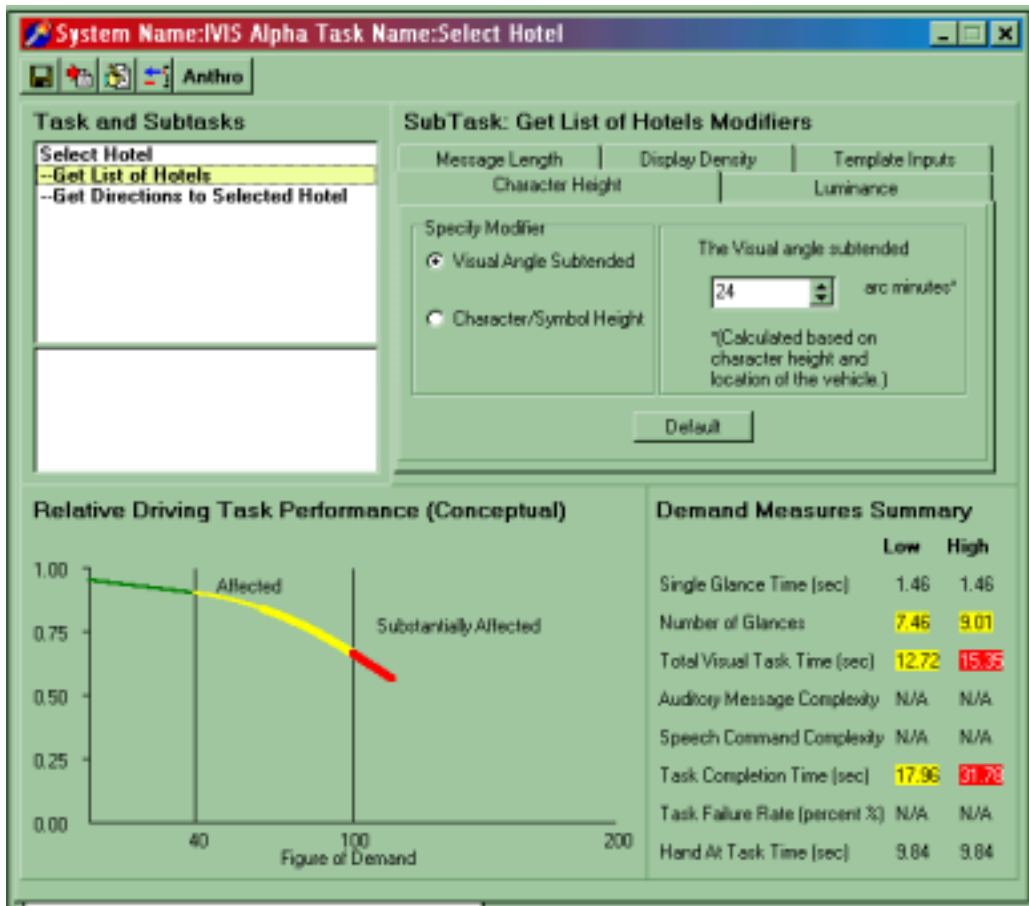 System Name:IVIS Alpha Task Name:Select Hotel
Anthro
Task and Subtasks
Select Hotel
--Get List of Hotels
--Get Directions to Selected Hotel
SubTask: Get List of Hotels Modifiers
Message Length
Display Density
Template Inputs
Character Height
Luminance
Specify Modifier
Visual Angle Subtended
Character/Symbol Height
The Visual angle subtended
24
arc minutes*
*(Calculated based on
character height and
location of the vehicle.)
Default
Relative Driving Task Performance (Conceptual)
1.00
0.75
0.50
0.25
0.00
Affected
Substantially Affected
40
100
200
Figure of Demand
Demand Measures Summary
Low High
Single Glance Time (sec) 1.46 1.46
Number of Glances 7.46 9.01
Total Visual Task Time (sec) 12.72 15.35
Auditory Message Complexity N/A N/A
Speech Command Complexity N/A N/A
Task Completion Time (sec) 17.96 31.78
Task Failure Rate (percent %) N/A N/A
Hand At Task Time (sec) 9.84 9.84